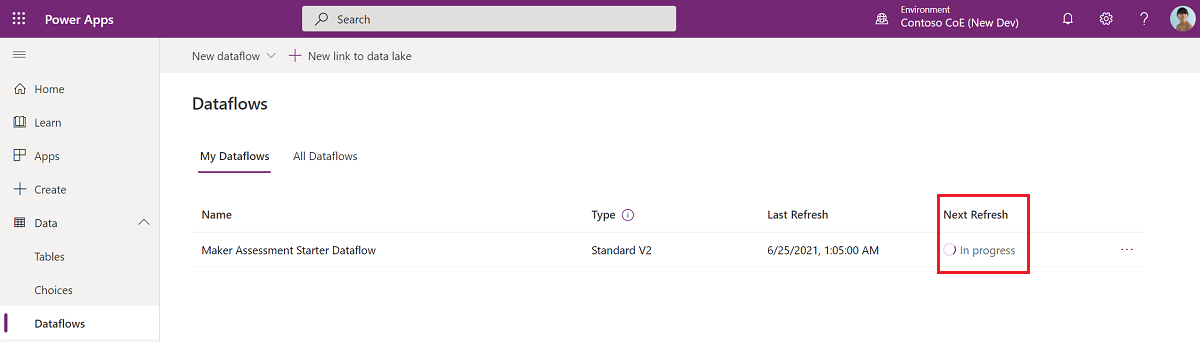 Power Apps
Search
Environment
Contoso CoE (New Dev)
New dataflow
New link to data lake
Home
Learn
Apps
Create
Data
Tables
Choices
Dataflows
Dataflows
My Dataflows All Dataflows
Name Type Last Refresh Next Refresh
Maker Assessment Starter Dataflow Standard V2 6/25/2021, 1:05:00 AM In progress